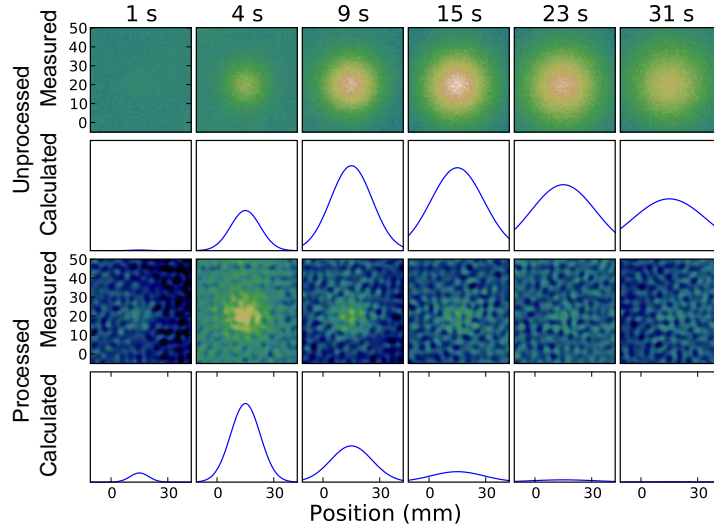 1 s 4 s 9 s 15 s 23 s 31 s
Unprocessed
Measured
50
40
30
20
10
0
Calculated
Processed
Measured
50
40
30
20
10
0
Calculated
0 30 0 30 0 30 0 30 0 30 0 30
Position (mm)